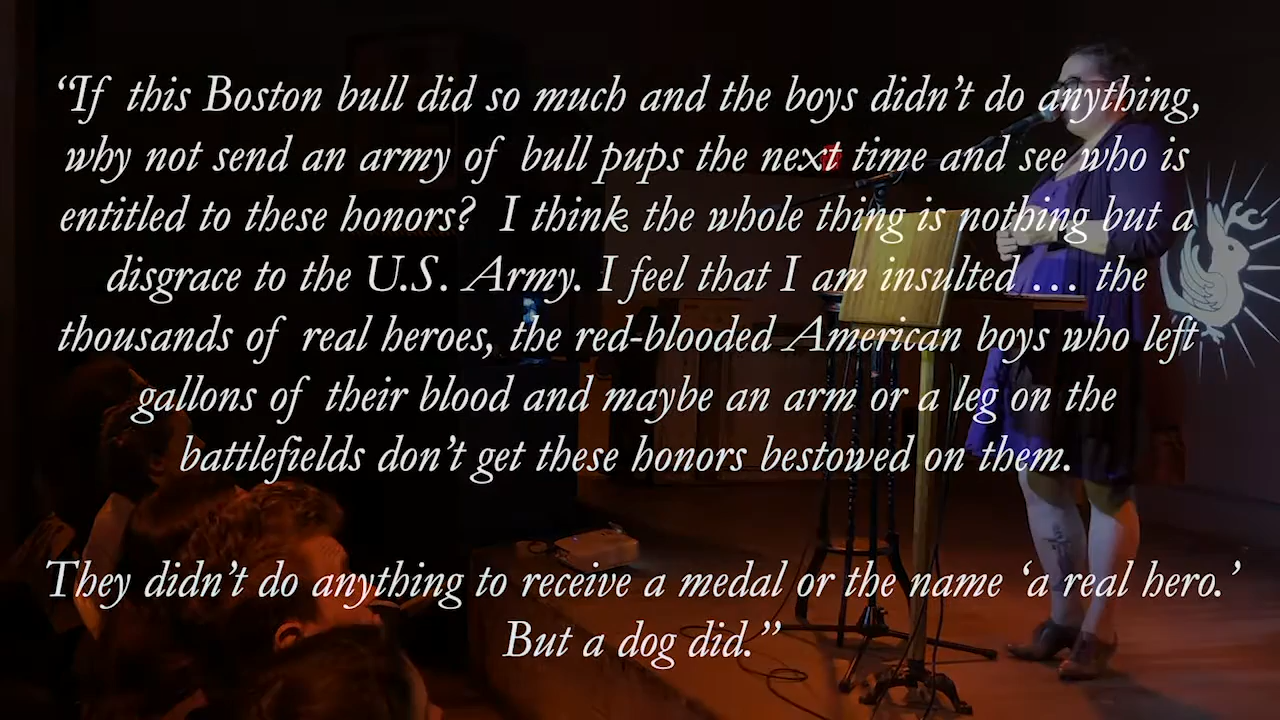 “If this Boston bull did so much and the boys didn’t do anything,
why not send an army of bull pups the next time and see who is
entitled to these honors? I think the whole thing is nothing but a
disgrace to the U.S. Army. I feel that I am insulted … the
thousands of real heroes, the red-blooded American boys who left
gallons of their blood and maybe an arm or a leg on the
battlefields don’t get these honors bestowed on them.
They didn’t do anything to receive a medal or the name ‘a real hero.’
But a dog did.”